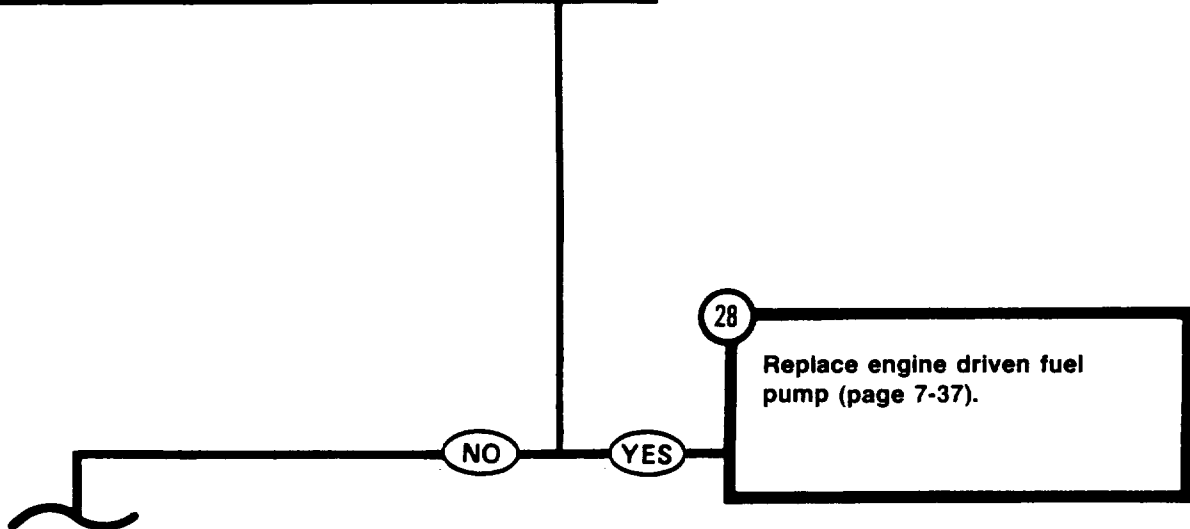 28
Replace engine driven fuel
pump (page 7-37).
NO
YES